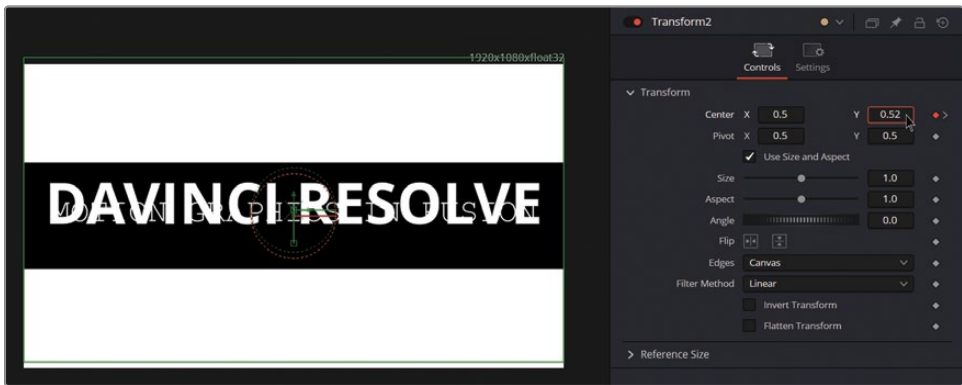 1920x1080xfloat32
DAVINCI RESOLVE
MOTION GRAPHICS IN FUSION
Transform2
Controls Settings
Transform
Center X 0.5 Y 0.52
Pivot X 0.5 Y 0.5
Use Size and Aspect
Size 1.0
Aspect 1.0
Angle 0.0
Flip
Edges Canvas
Filter Method Linear
Invert Transform
Flatten Transform
Reference Size